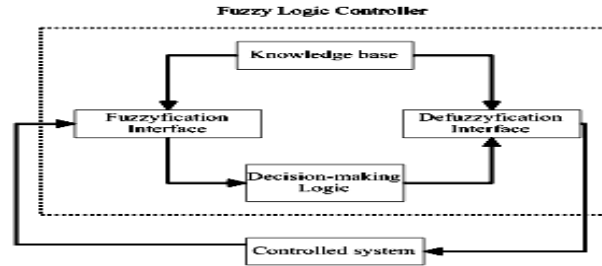 Fuzzy Logic Controller
Knowledge base
Fuzzyfication
Interface
Defuzzyfication
Interface
Decision-making
Logic
Controlled system